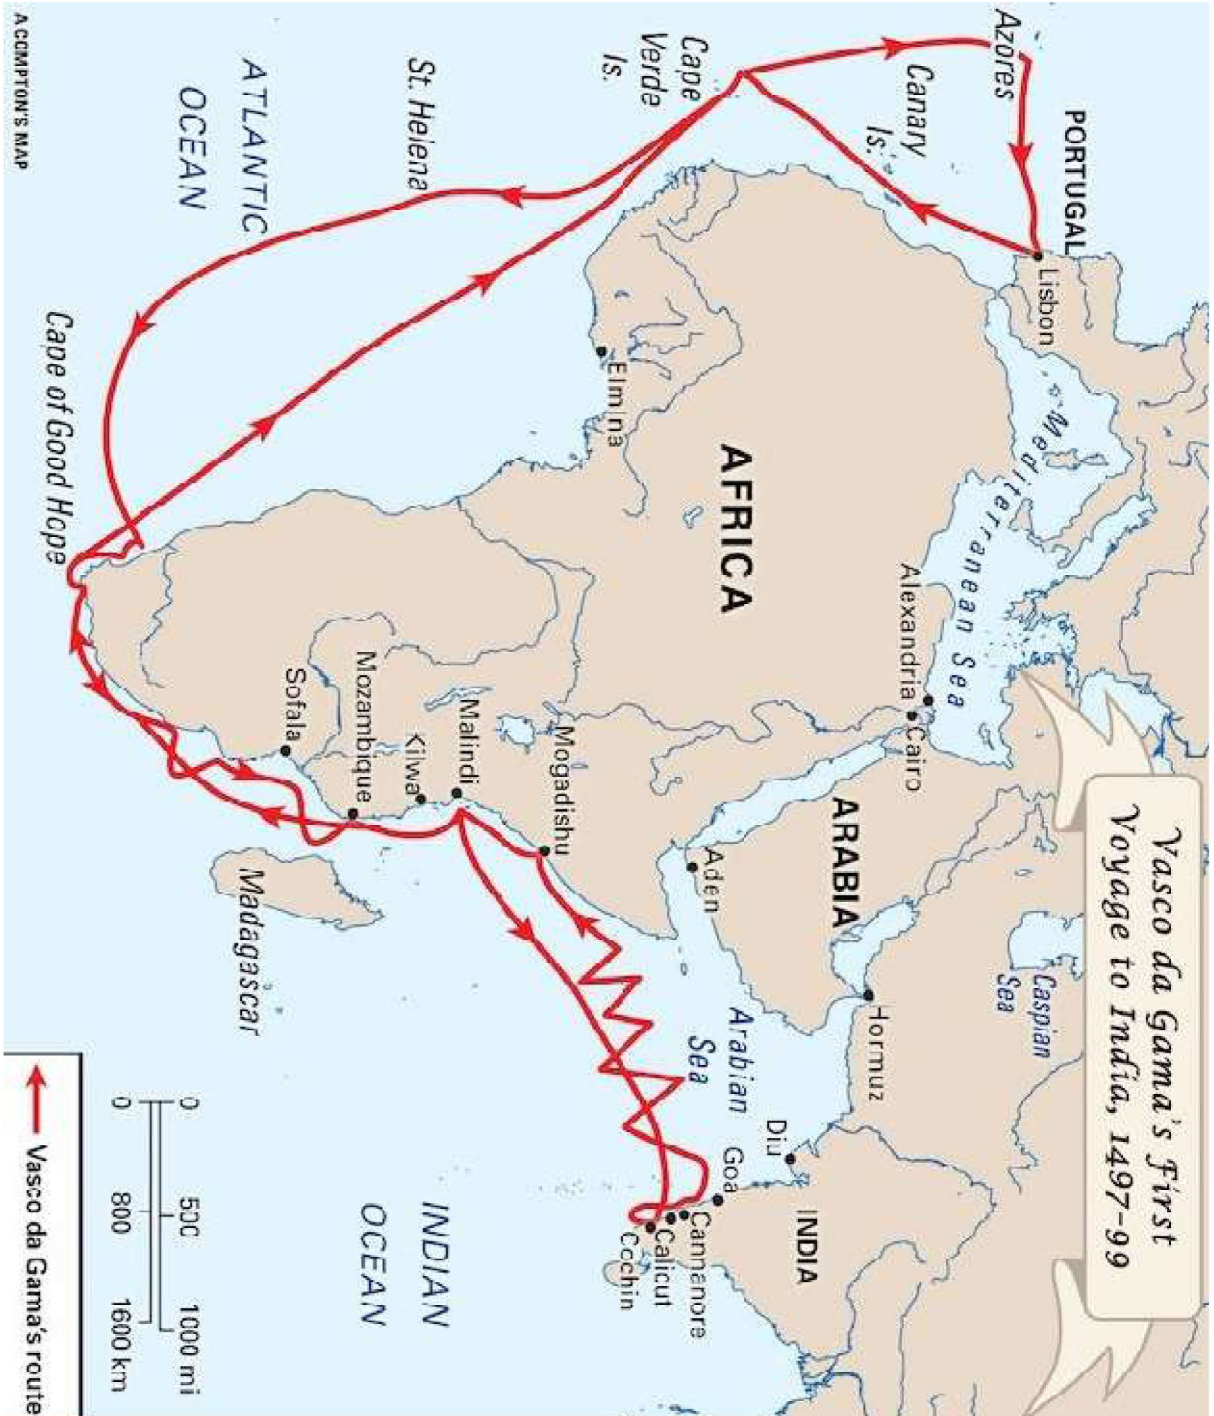 Vasco da Gama's First
Voyage to India, 1497-99
PORTUGAL
Lisbon
Azores
Canary
Is.
Cape
Verde
Is.
Mediterranean Sea
Caspian
Sea
Alexandria
Cairo
AFRICA
ARABIA
Hormuz
Aden
Elmina
Arabian
Sea
INDIA
Diu
Goa
Cannanore
Calicut
Cochin
Mogadishu
Malindi
Kilwa
Mozambique
Sofala
Madagascar
St. Helena
ATLANTIC
OCEAN
INDIAN
OCEAN
Cape of Good Hope
0 500 1000 mi
0 800 1600 km
Vasco da Gama's route
A COMPTON'S MAP